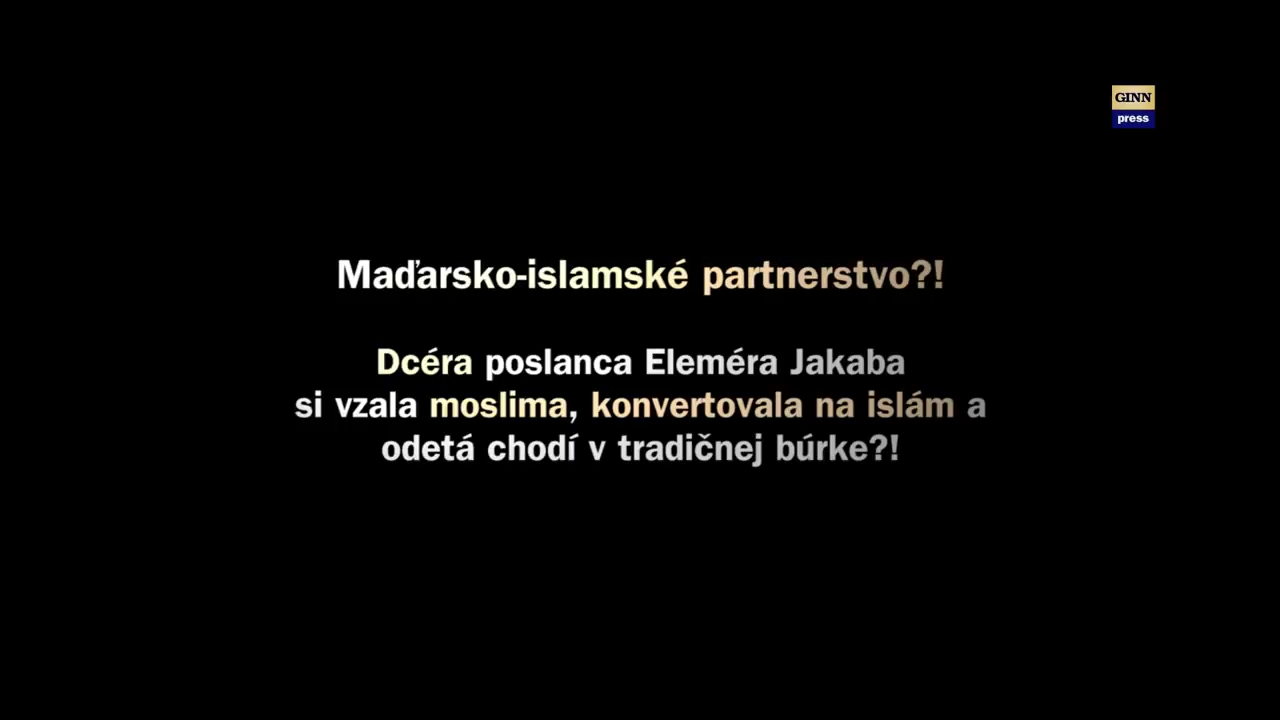 GINN
press
Maďarsko-islamské partnerstvo?!
Dcéra poslanca Eleméra Jakaba
si vzala moslima, konvertovala na islám a
odetá chodí v tradičnej búrke?!